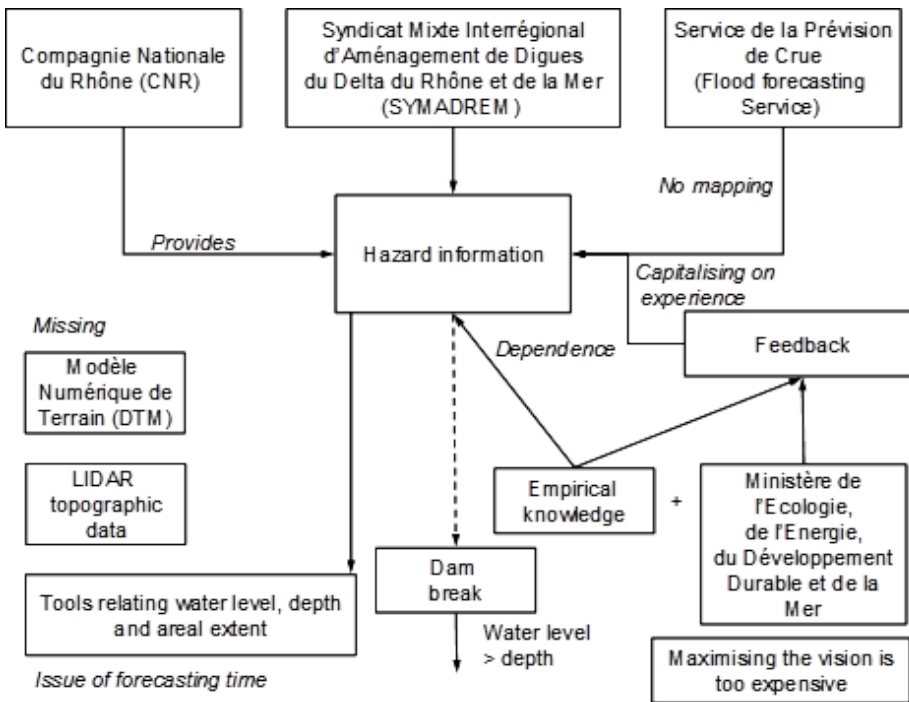 Compagnie Nationale
du Rhône (CNR)
Syndicat Mixte Interrégional
d'Aménagement de Digues
du Delta du Rhône et de la Mer
(SYMADREM)
Service de la Prévision
de Crue
(Flood forecasting
Service)
No mapping
Provides
Hazard information
Capitalising on
experience
Missing
Dependence
Feedback
Modèle
Numérique de
Terrain (DTM)
LIDAR
topographic
data
Empirical
knowledge
+
Ministère de
l'Ecologie,
de l'Energie,
du Développement
Durable et de la
Mer
Dam
break
Tools relating water level, depth
and areal extent
Water level
> depth
Issue of forecasting time
Maximising the vision is
too expensive